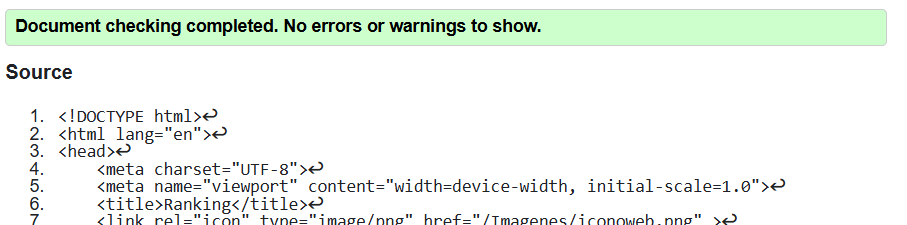 Document checking completed. No errors or warnings to show.
Source
1. <!DOCTYPE html>↩
2. <html lang="en">↩
3. <head>↩
4.     <meta charset="UTF-8">↩
5.     <meta name="viewport" content="width=device-width, initial-scale=1.0">↩
6.     <title>Ranking</title>↩
7     <link rel="icon" type="image/png" href="/Imagenes/iconoweb.png" >↩